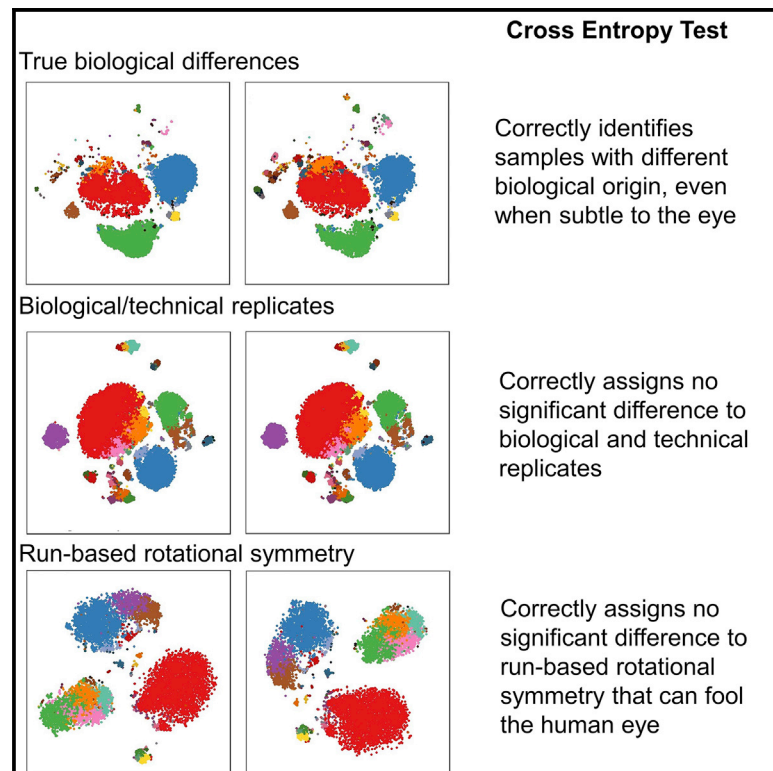 Cross Entropy Test
True biological differences
Correctly identifies
samples with different
biological origin, even
when subtle to the eye
Biological/technical replicates
Correctly assigns no
significant difference to
biological and technical
replicates
Run-based rotational symmetry
Correctly assigns no
significant difference to
run-based rotational
symmetry that can fool
the human eye